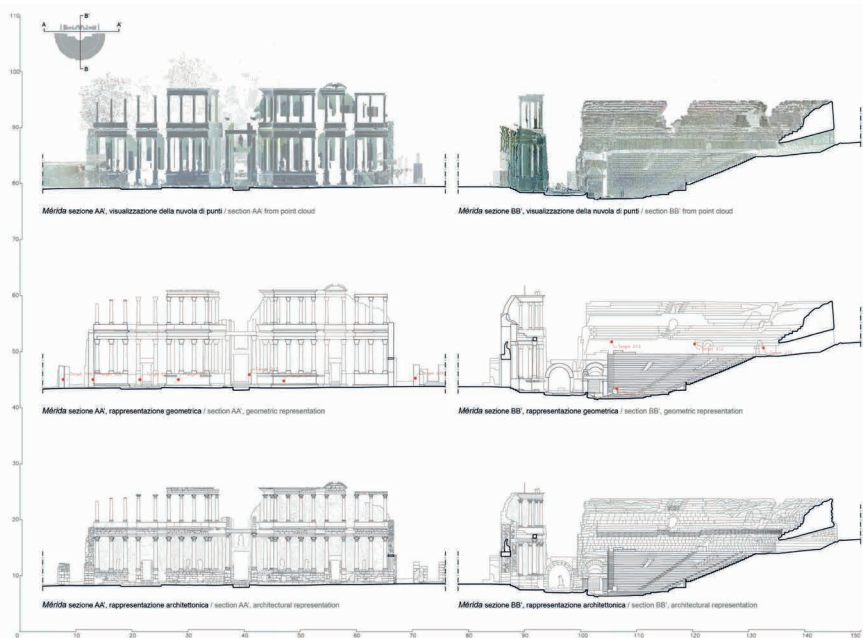 110
A B' A'
B
100
90
80
Mérida sezione AA', visualizzazione della nuvola di punti / section AA' from point cloud
Mérida sezione BB', visualizzazione della nuvola di punti / section BB' from point cloud
70
60
50
Mérida sezione AA', rappresentazione geometrica / section AA', geometric representation
Mérida sezione BB', rappresentazione geometrica / section BB', geometric representation
40
30
20
10
Mérida sezione AA', rappresentazione architettonica / section AA', architectural representation
Mérida sezione BB', rappresentazione architettonica / section BB', architectural representation
0 10 20 30 40 50 60 70 80 90 100 110 120 130 140 150